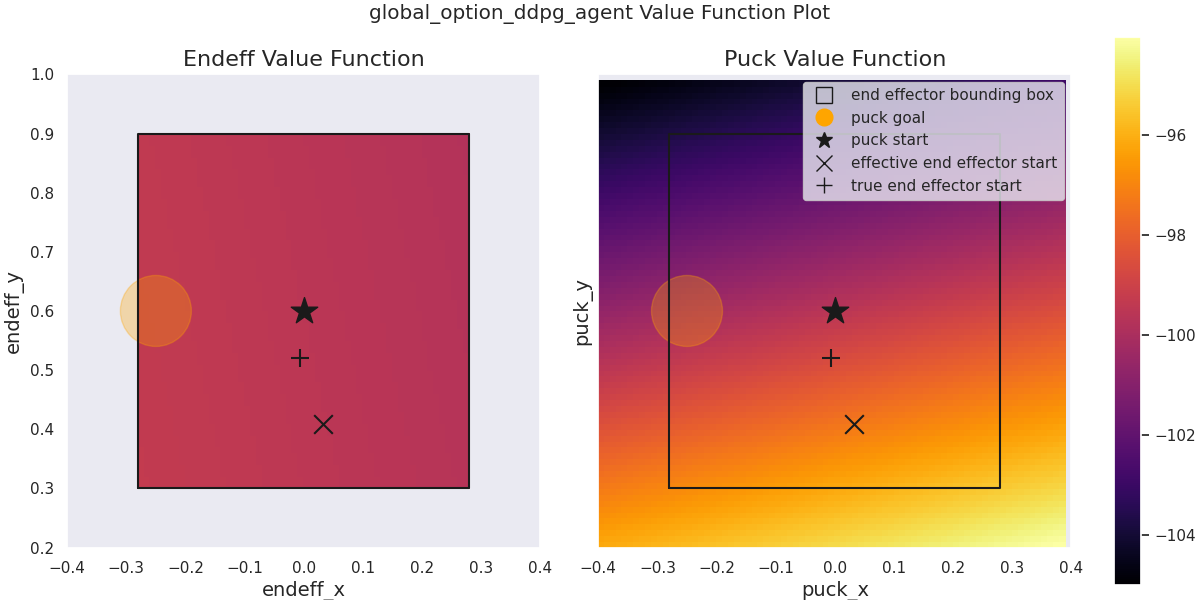 global_option_ddpg_agent Value Function Plot
Endeff Value Function
1.0
0.9
0.8
0.7
0.6
0.5
0.4
0.3
0.2
endeff_y
−0.4 −0.3 −0.2 −0.1 0.0 0.1 0.2 0.3 0.4
endeff_x
Puck Value Function
end effector bounding box
puck goal
puck start
effective end effector start
true end effector start
puck_y
−0.4 −0.3 −0.2 −0.1 0.0 0.1 0.2 0.3 0.4
puck_x
−96
−98
−100
−102
−104